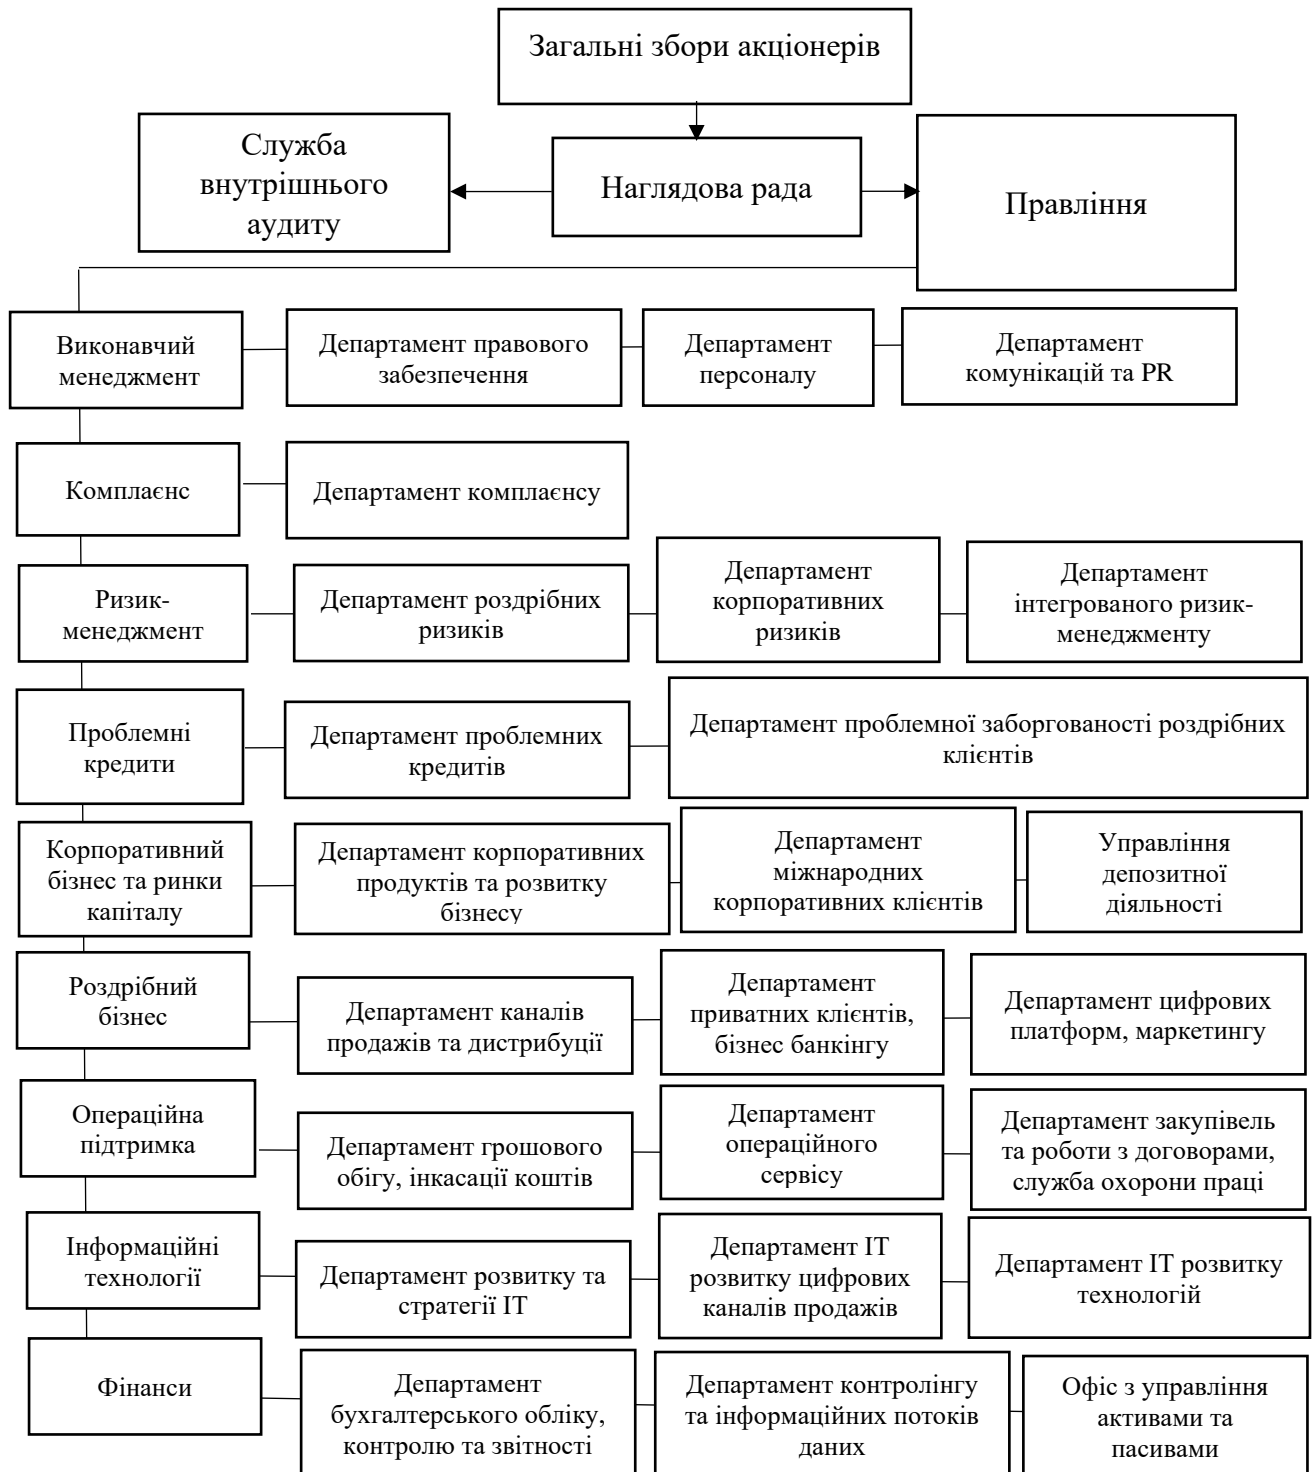 Загальні збори акціонерів
Служба
внутрішнього
аудиту
Наглядова рада
Правління
Виконавчий
менеджмент
Департамент правового
забезпечення
Департамент
персоналу
Департамент
комунікацій та PR
Комплаєнс
Департамент комплаєнсу
Ризик-
менеджмент
Департамент роздрібних
ризиків
Департамент
корпоративних
ризиків
Департамент
інтегрованого ризик-
менеджменту
Проблемні
кредити
Департамент проблемних
кредитів
Департамент проблемної заборгованості роздрібних
клієнтів
Корпоративний
бізнес та ринки
капіталу
Департамент корпоративних
продуктів та розвитку
бізнесу
Департамент
міжнародних
корпоративних клієнтів
Управління
депозитної
діяльності
Роздрібний
бізнес
Департамент каналів
продажів та дистрибуції
Департамент
приватних клієнтів,
бізнес банкінгу
Департамент цифрових
платформ, маркетингу
Операційна
підтримка
Департамент грошового
обігу, інкасації коштів
Департамент
операційного
сервісу
Департамент закупівель
та роботи з договорами,
служба охорони праці
Інформаційні
технології
Департамент розвитку та
стратегії ІТ
Департамент ІТ
розвитку цифрових
каналів продажів
Департамент ІТ розвитку
технологій
Фінанси
Департамент
бухгалтерського обліку,
контролю та звітності
Департамент контролінгу
та інформаційних потоків
даних
Офіс з управління
активами та
пасивами